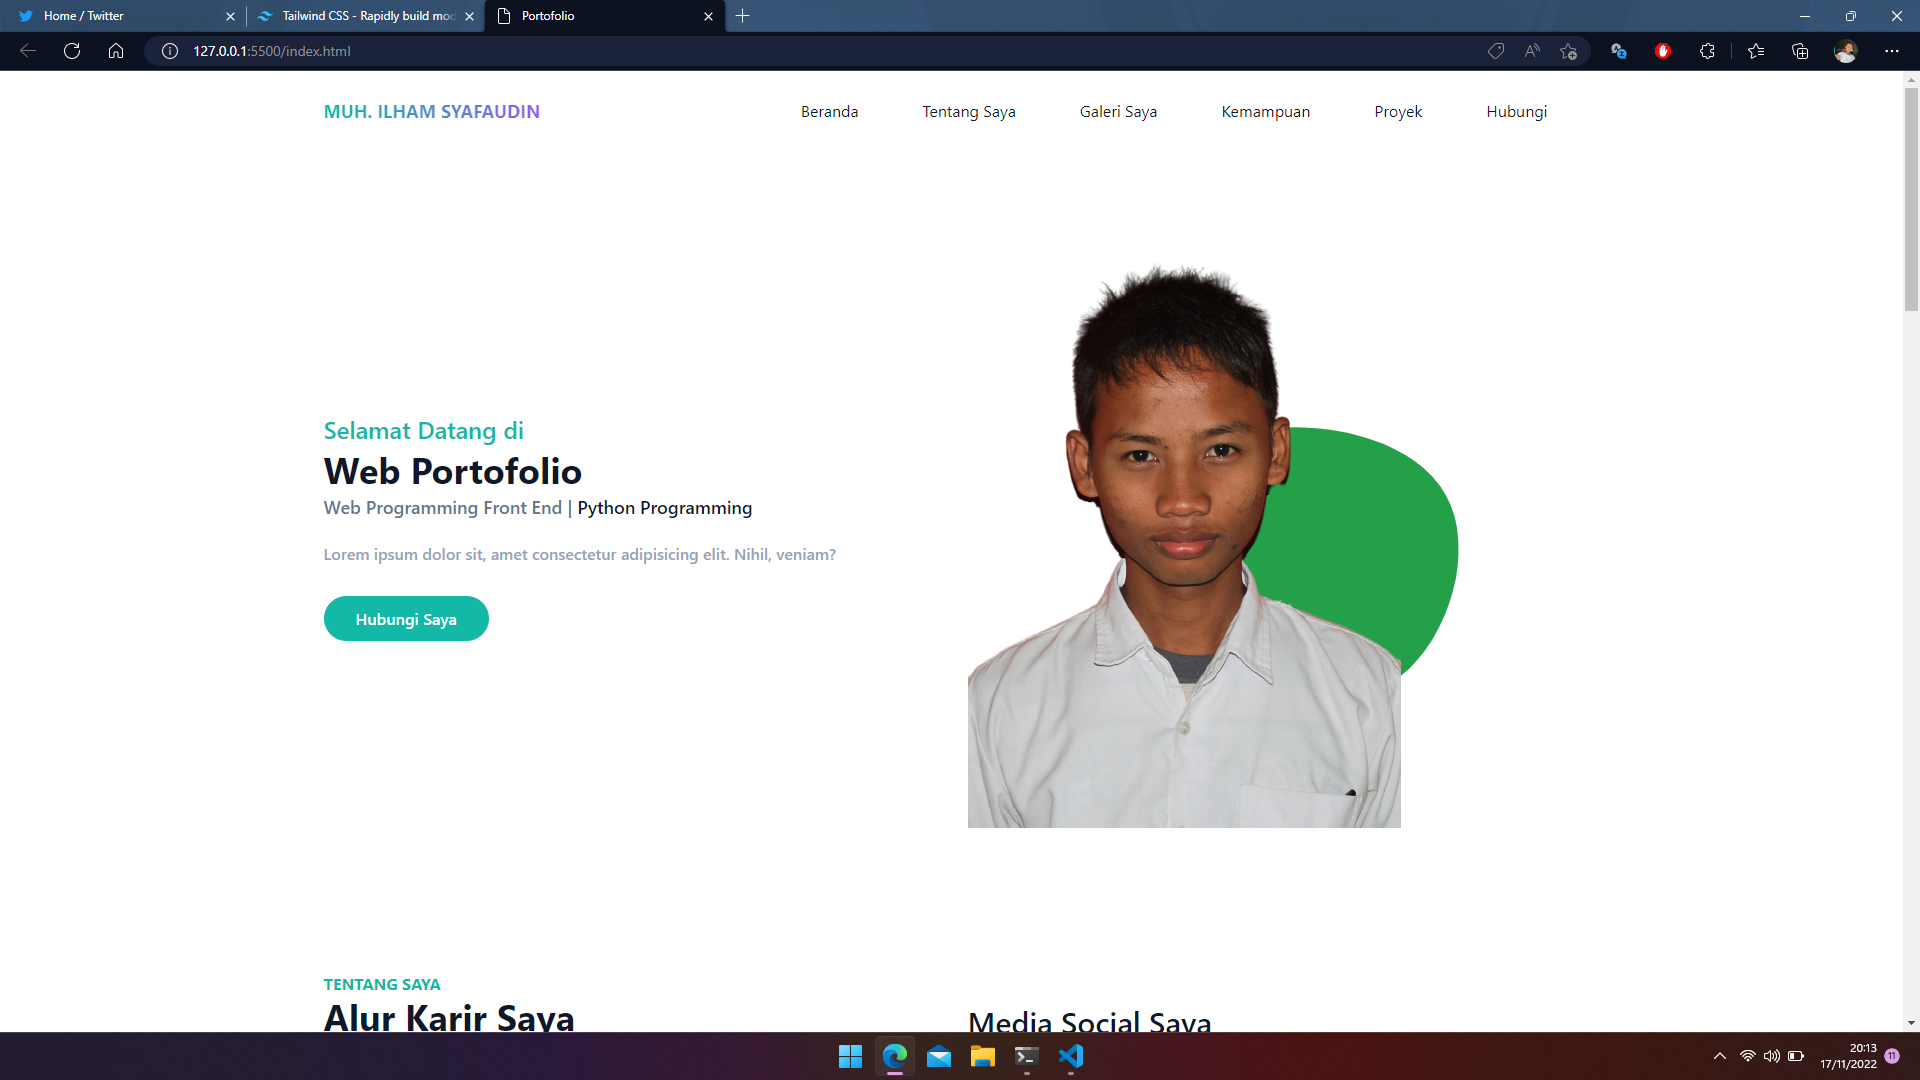 Home / Twitter
Tailwind CSS - Rapidly build mod
Portofolio
127.0.0.1:5500/index.html
MUH. ILHAM SYAFAUDIN
Beranda
Tentang Saya
Galeri Saya
Kemampuan
Proyek
Hubungi
Selamat Datang di
Web Portofolio
Web Programming Front End | Python Programming
Lorem ipsum dolor sit, amet consectetur adipisicing elit. Nihil, veniam?
Hubungi Saya
TENTANG SAYA
Alur Karir Saya
Media Social Saya
20:13
17/11/2022
11